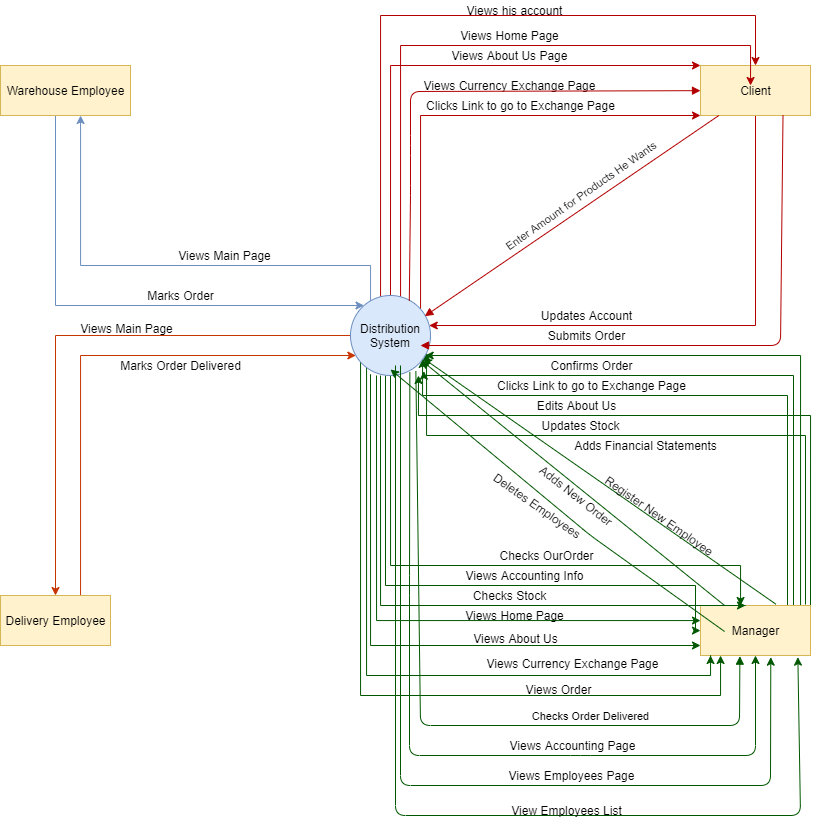 Views his account
Views Home Page
Views About Us Page
Views Currency Exchange Page
Clicks Link to go to Exchange Page
Warehouse Employee
Client
Enter Amount for Products He Wants
Views Main Page
Marks Order
Distribution
System
Updates Account
Submits Order
Views Main Page
Marks Order Delivered
Confirms Order
Clicks Link to go to Exchange Page
Edits About Us
Updates Stock
Adds Financial Statements
Deletes Employees
Adds New Order
Register New Employee
Checks OurOrder
Views Accounting Info
Checks Stock
Views Home Page
Delivery Employee
Manager
Views About Us
Views Currency Exchange Page
Views Order
Checks Order Delivered
Views Accounting Page
Views Employees Page
View Employees List